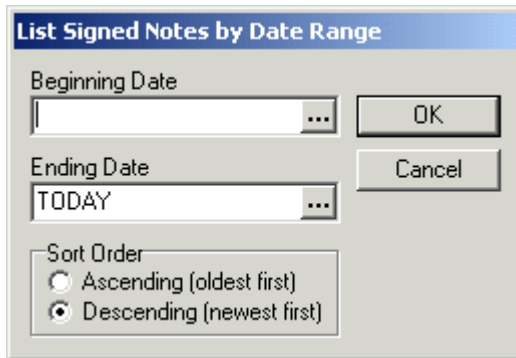 List Signed Notes by Date Range
Beginning Date
...
OK
Ending Date
Cancel
TODAY
...
Sort Order
Ascending (oldest first)
Descending (newest first)